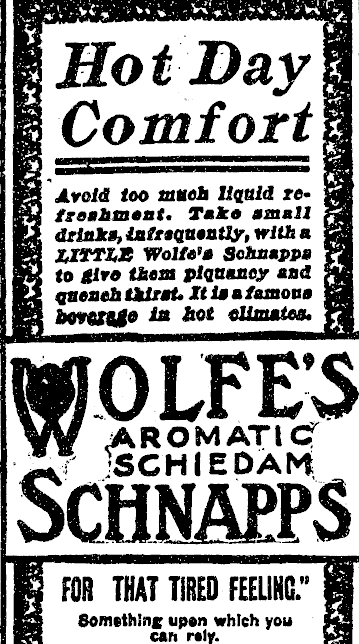 Hot Day
Comfort
Avoid too much liquid re-
freshment. Take small
drinks, infrequently, with a
LITTLE Wolfe's Schnapps
to give them piquancy and
quench thirst. It is a famous
beverage in hot climates.
WOLFE'S
AROMATIC
SCHIEDAM
SCHNAPPS
FOR THAT TIRED FEELING."
Something upon which you
can rely.